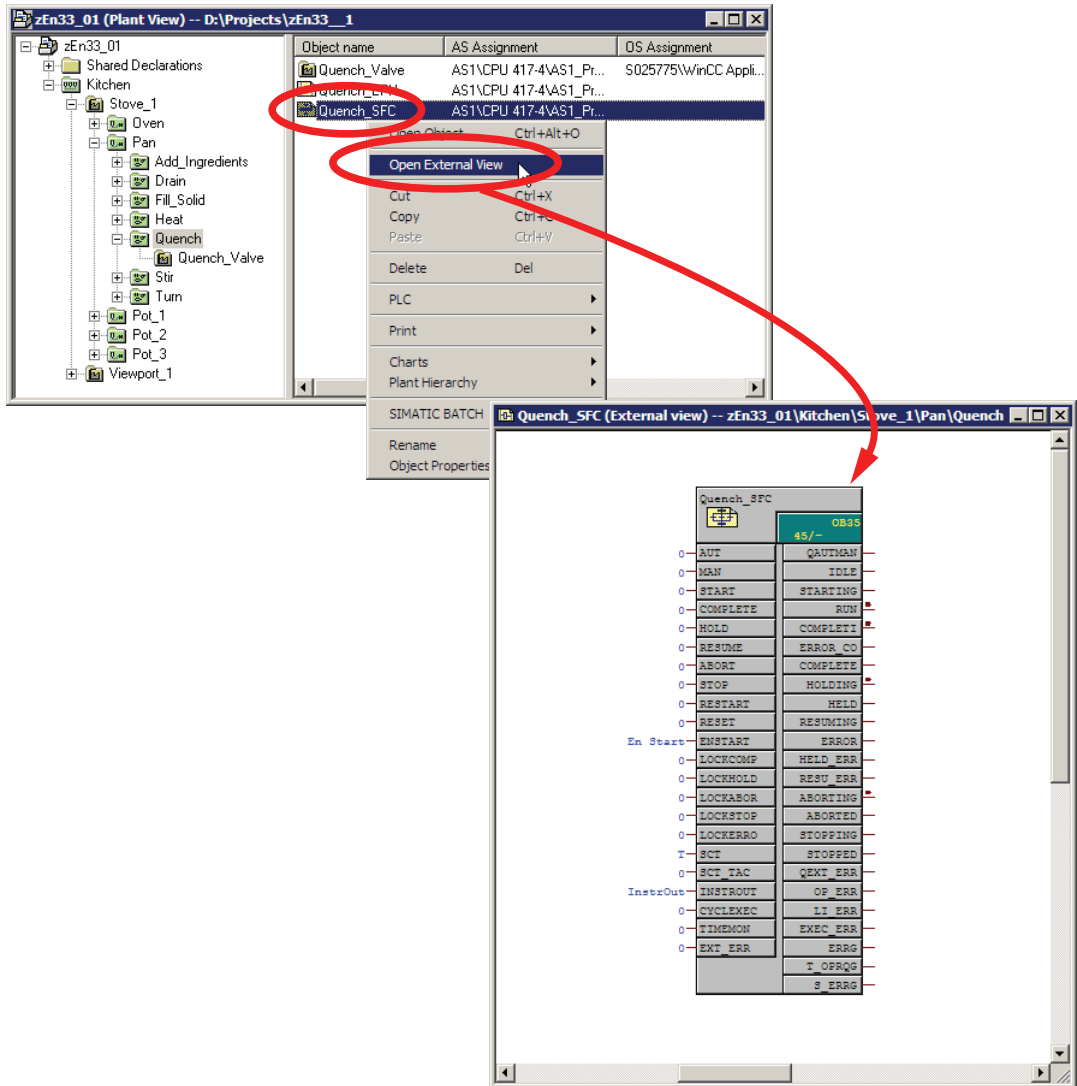 zEn33_01 (Plant View) -- D:\Projects\zEn33__1
zEn33_01
Shared Declarations
Kitchen
Stove_1
Oven
Pan
Add_Ingredients
Drain
Fill_Solid
Heat
Quench
Quench_Valve
Stir
Turn
Pot_1
Pot_2
Pot_3
Viewport_1
Object name AS Assignment OS Assignment
Quench_Valve AS1\CPU 417-4\AS1_Pr... S025775\WinCC Appli...
AS1\CPU 417-4\AS1_Pr...
Quench_SFC AS1\CPU 417-4\AS1_Pr...
Open Object Ctrl+Alt+O
Open External View
Cut Ctrl+X
Copy Ctrl+C
Paste Ctrl+V
Delete Del
PLC
Print
Charts
Plant Hierarchy
SIMATIC BATCH
Rename
Object Properties
Quench_SFC (External view) -- zEn33_01\Kitchen\Stove_1\Pan\Quench
Quench_SFC
OB35
45/-
0 AUT QAUTMAN
0 MAN IDLE
0 START STARTING
0 COMPLETE RUN
0 HOLD COMPLETI
0 RESUME ERROR_CO
0 ABORT COMPLETE
0 STOP HOLDING
0 RESTART HELD
0 RESET RESUMING
En Start ENSTART ERROR
0 LOCKCOMP HELD_ERR
0 LOCKHOLD RESU_ERR
0 LOCKABOR ABORTING
0 LOCKSTOP ABORTED
0 LOCKERRO STOPPING
T SCT STOPPED
0 SCT_TAC QEXT_ERR
InstrOut INSTROUT OP_ERR
0 CYCLEXEC LI_ERR
0 TIMEMON EXEC_ERR
0 EXT_ERR ERRG
T_OPRQG
S_ERRG